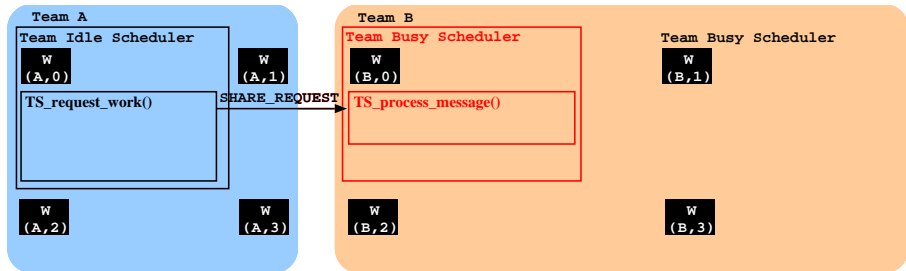 Team A
Team Idle Scheduler
W
(A,0)
W
(A,1)
TS_request_work()
SHARE_REQUEST
W
(A,2)
W
(A,3)
Team B
Team Busy Scheduler
Team Busy Scheduler
W
(B,0)
W
(B,1)
TS_process_message()
W
(B,2)
W
(B,3)